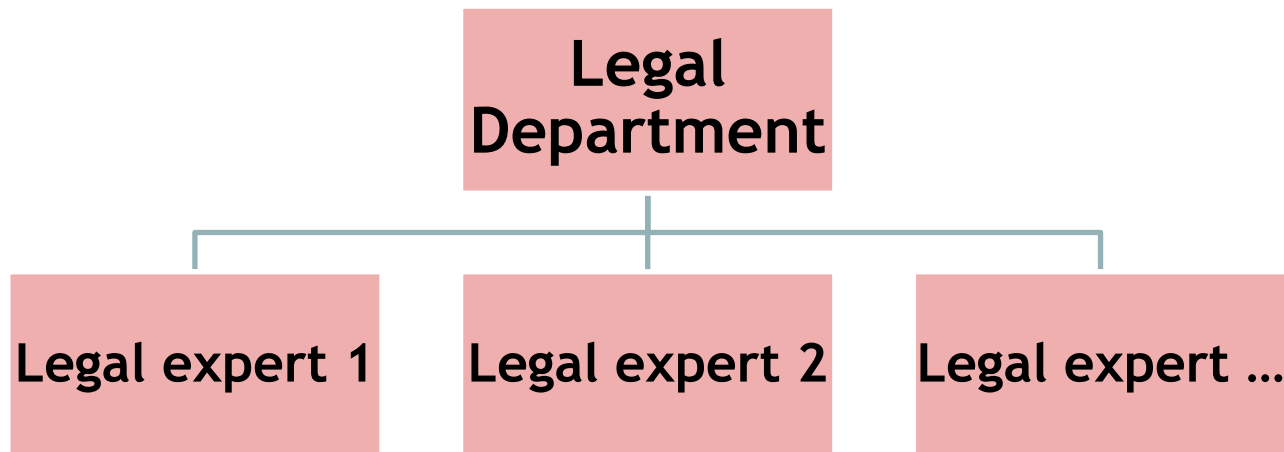 Legal
Department
Legal expert 1
Legal expert 2
Legal expert …